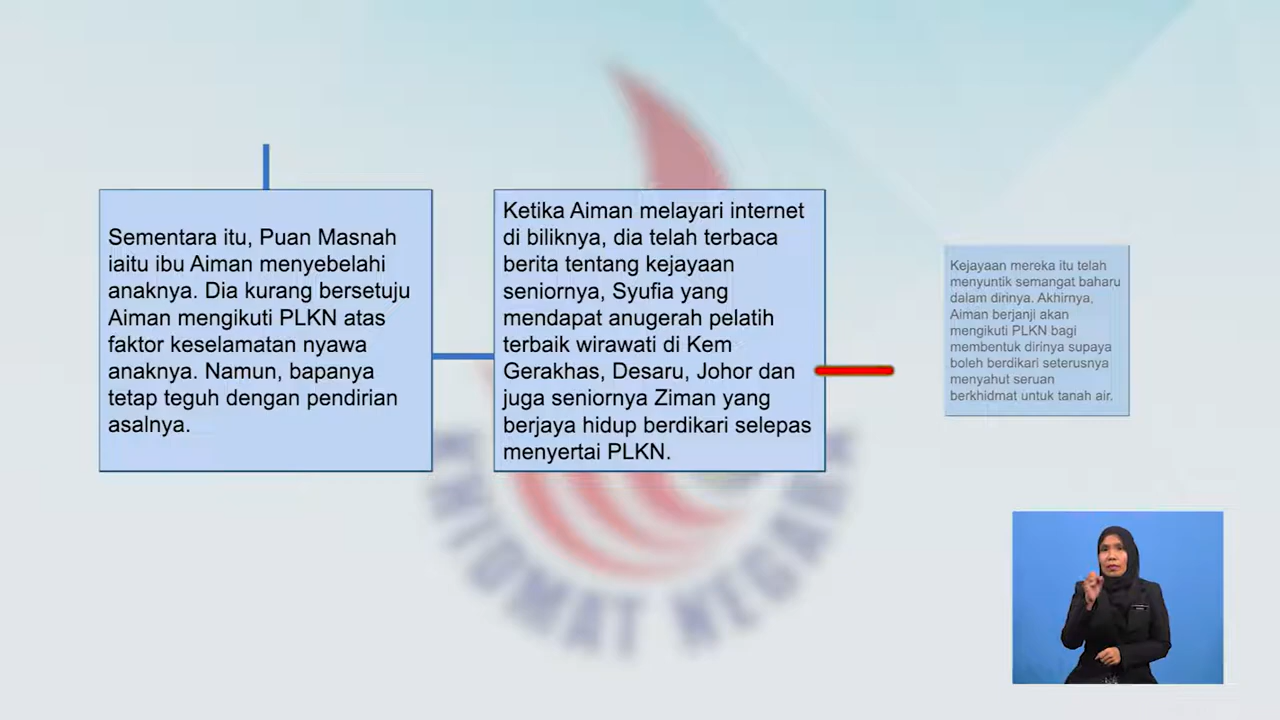 Sementara itu, Puan Masnah
iaitu ibu Aiman menyebelahi
anaknya. Dia kurang bersetuju
Aiman mengikuti PLKN atas
faktor keselamatan nyawa
anaknya. Namun, bapanya
tetap teguh dengan pendirian
asalnya.
Ketika Aiman melayari internet
di biliknya, dia telah terbaca
berita tentang kejayaan
seniornya, Syufia yang
mendapat anugerah pelatih
terbaik wirawati di Kem
Gerakhas, Desaru, Johor dan
juga seniornya Ziman yang
berjaya hidup berdikari selepas
menyertai PLKN.
Kejayaan mereka itu telah
menyuntik semangat baharu
dalam dirinya. Akhirnya,
Aiman berjanji akan
mengikuti PLKN bagi
membentuk dirinya supaya
boleh berdikari seterusnya
menyahut seruan
berkhidmat untuk tanah air.
KHIDMAT NEGARA